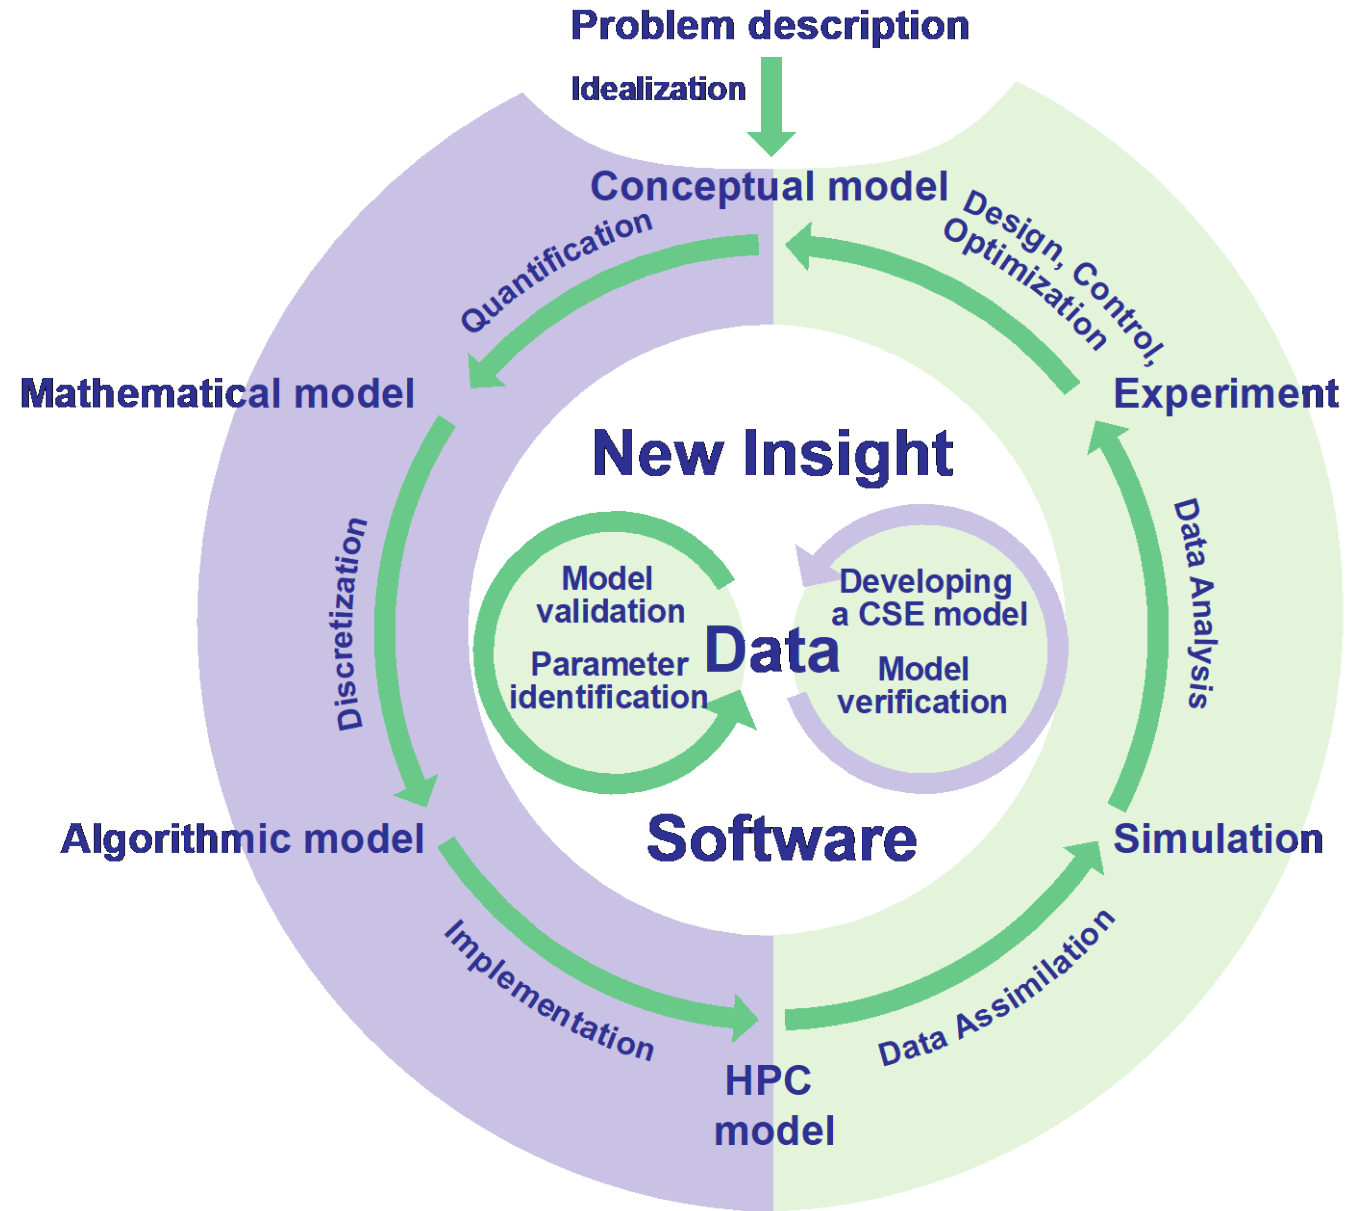 Problem description
Idealization
Conceptual model
Quantification
Design, Control,
Optimization
Mathematical model
Experiment
New Insight
Discretization
Data Analysis
Model
validation
Parameter
identification
Data
Developing
a CSE model
Model
verification
Algorithmic model
Software
Simulation
Implementation
Data Assimilation
HPC
model